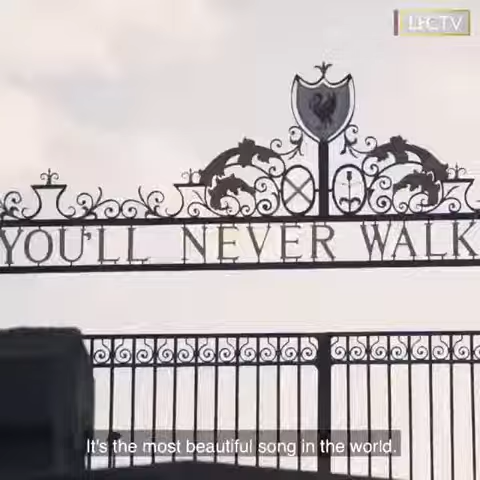 LFCTV
YOU'LL NEVER WALK
It's the most beautiful song in the world.